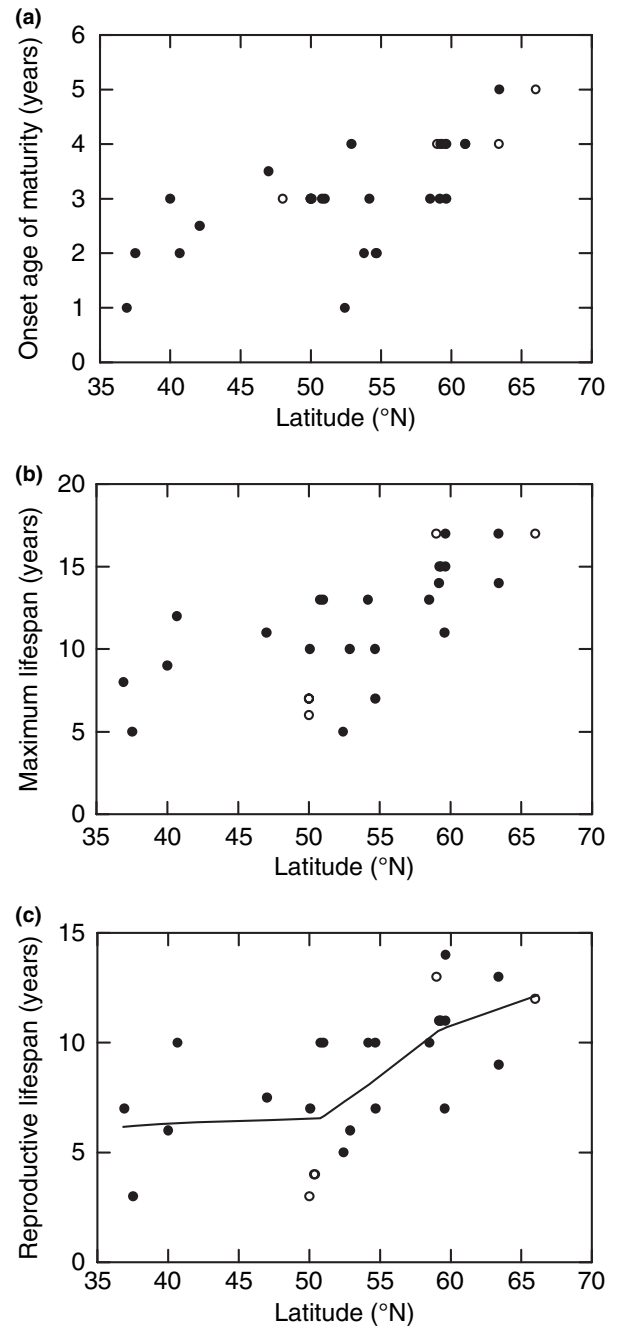 (a)
Onset age of maturity (years)
6
5
4
3
2
1
0
35 40 45 50 55 60 65 70
Latitude (°N)
(b)
Maximum lifespan (years)
20
15
10
5
0
35 40 45 50 55 60 65 70
Latitude (°N)
(c)
Reproductive lifespan (years)
15
10
5
0
35 40 45 50 55 60 65 70
Latitude (°N)